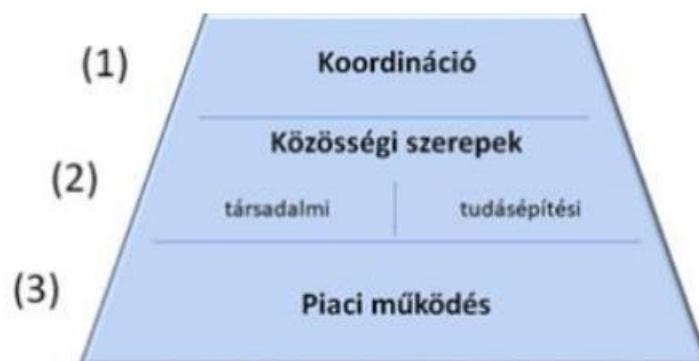 (1) Koordináció
Közösségi szerepek
(2) társadalmi tudásépítési
(3) Piaci működés